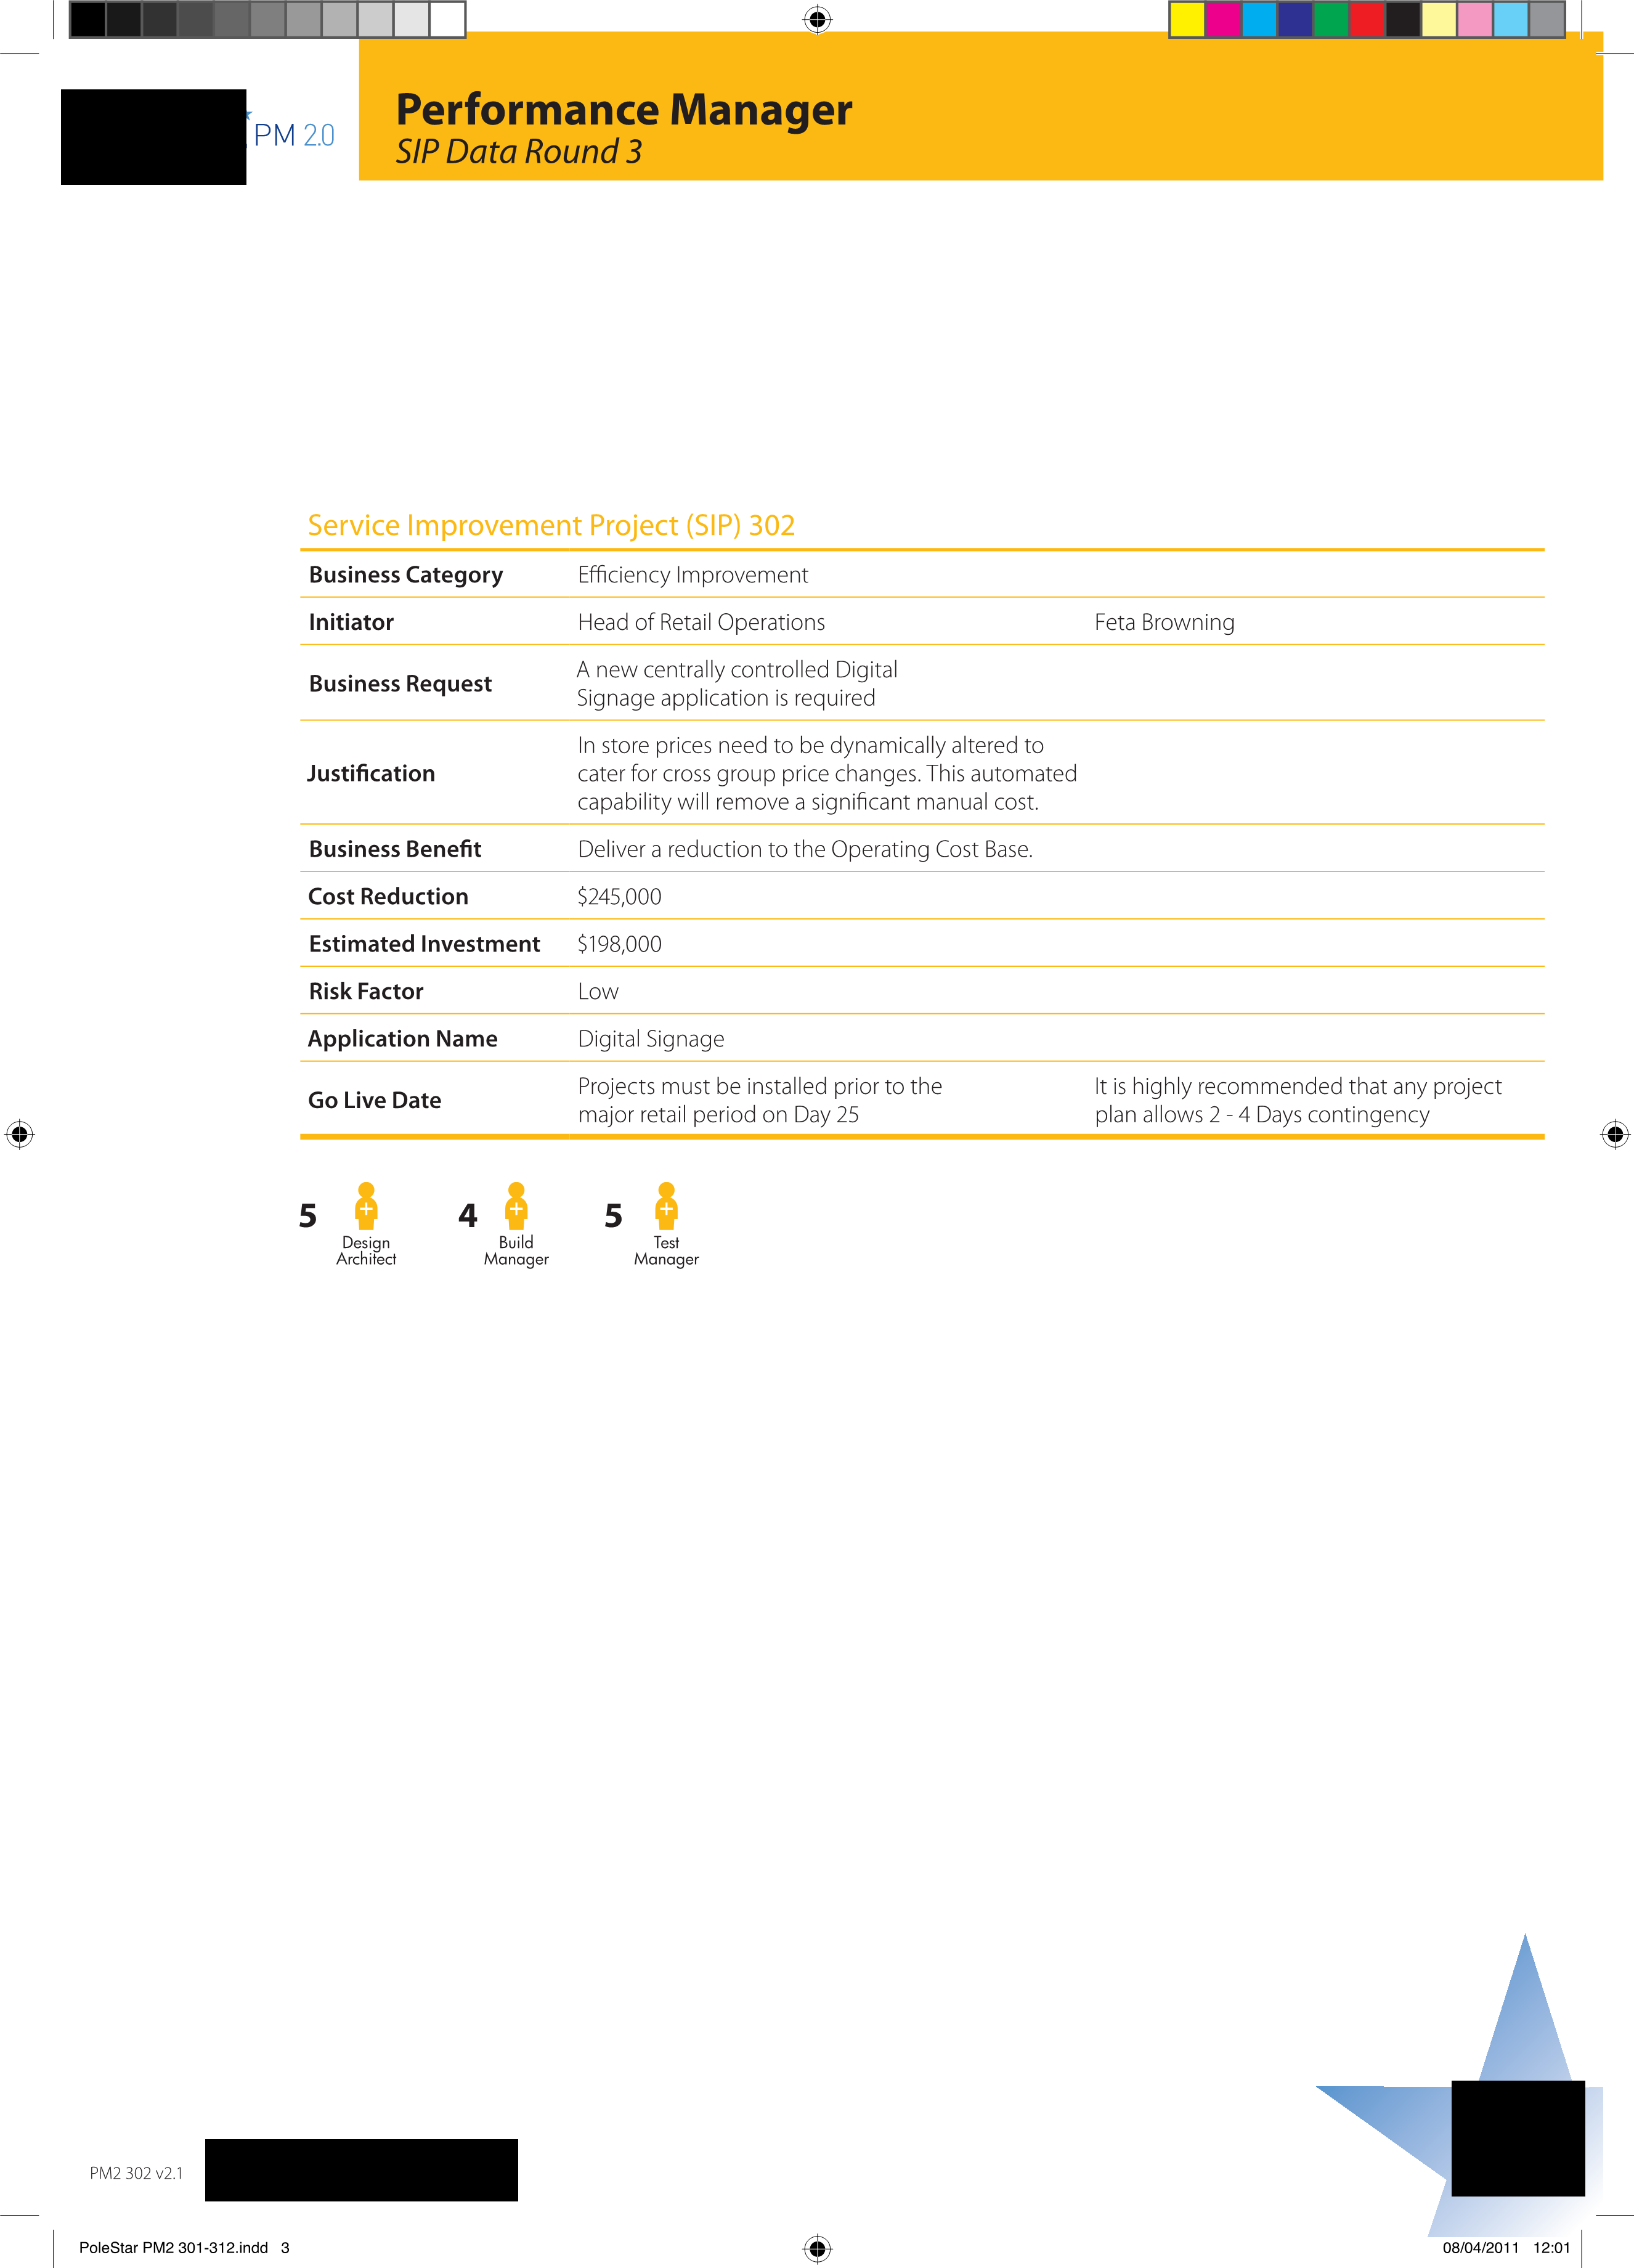 PM 2.0
Performance Manager
SIP Data Round 3
Service Improvement Project (SIP) 302
Business Category Efficiency Improvement
Initiator Head of Retail Operations Feta Browning
Business Request A new centrally controlled Digital
Signage application is required
Justification In store prices need to be dynamically altered to
cater for cross group price changes. This automated
capability will remove a significant manual cost.
Business Benefit Deliver a reduction to the Operating Cost Base.
Cost Reduction $245,000
Estimated Investment $198,000
Risk Factor Low
Application Name Digital Signage
Go Live Date Projects must be installed prior to the It is highly recommended that any project
major retail period on Day 25 plan allows 2 - 4 Days contingency
5 4 5
Design Build Test
Architect Manager Manager
PM2 302 v2.1
PoleStar PM2 301-312.indd 3 08/04/2011 12:01